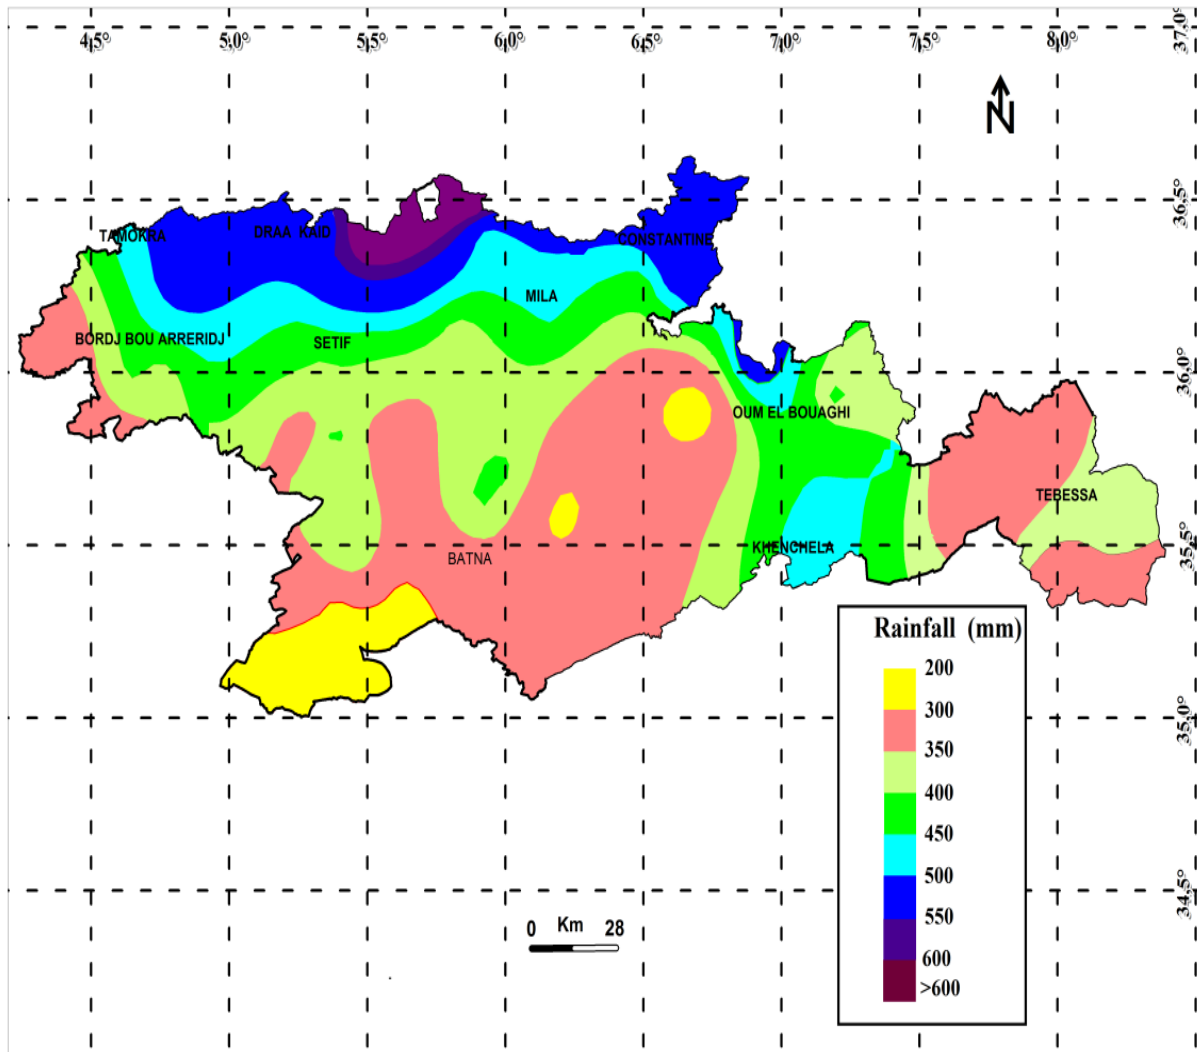 4,5° 5,0° 5,5° 6,0° 6,5° 7,0° 7,5° 8,0°
37,0°
N
36,5°
TAMOKRA DRAA KAID CONSTANTINE
MILA
BORDJ BOU ARRERIDJ SETIF
36,0°
OUM EL BOUAGHI
TEBESSA
35,5°
BATNA KHENCHELA
Rainfall (mm)
200
300
350
400
450
500
550
600
>600
35,0°
34,5°
0 Km 28